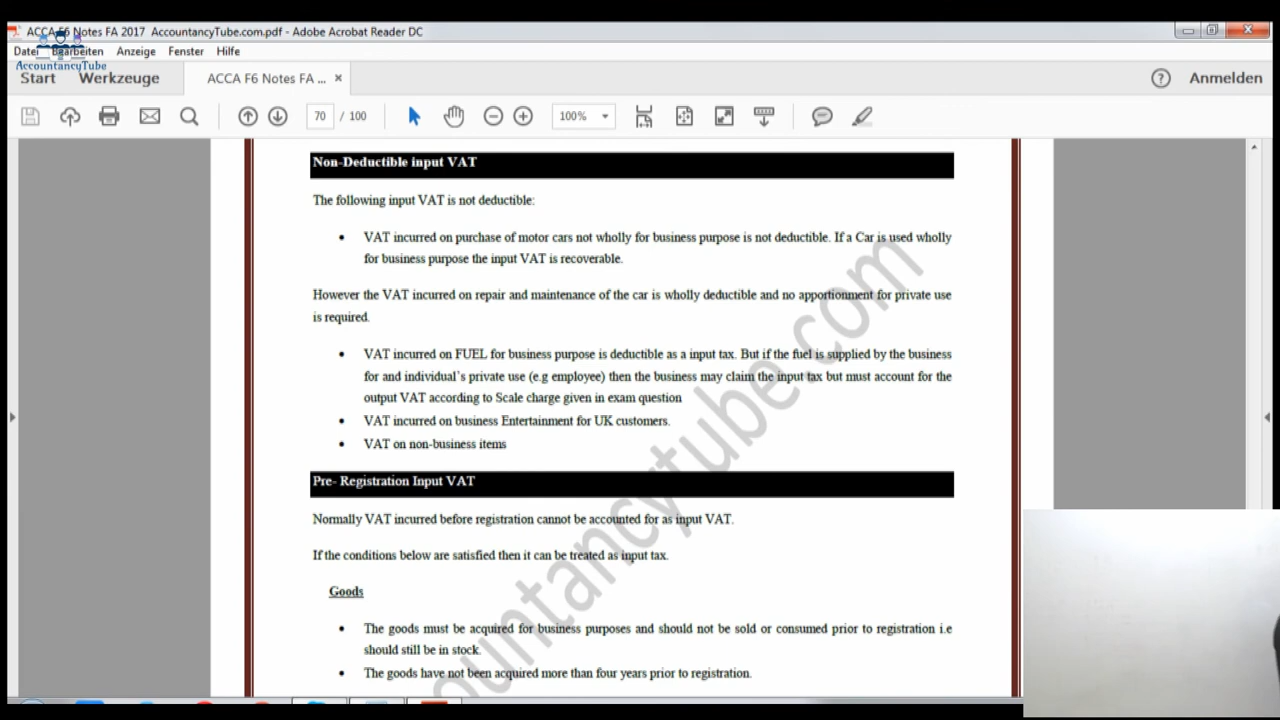 ACCA F6 Notes FA 2017 AccountancyTube.com.pdf - Adobe Acrobat Reader DC
Datei Bearbeiten Anzeige Fenster Hilfe
AccountancyTube
Start Werkzeuge ACCA F6 Notes FA ... × ? Anmelden
70 / 100 100%
Non-Deductible input VAT
The following input VAT is not deductible:
• VAT incurred on purchase of motor cars not wholly for business purpose is not deductible. If a Car is used wholly
for business purpose the input VAT is recoverable.
However the VAT incurred on repair and maintenance of the car is wholly deductible and no apportionment for private use
is required.
• VAT incurred on FUEL for business purpose is deductible as a input tax. But if the fuel is supplied by the business
for and individual's private use (e.g employee) then the business may claim the input tax but must account for the
output VAT according to Scale charge given in exam question
• VAT incurred on business Entertainment for UK customers.
• VAT on non-business items
Pre- Registration Input VAT
Normally VAT incurred before registration cannot be accounted for as input VAT.
If the conditions below are satisfied then it can be treated as input tax.
Goods
• The goods must be acquired for business purposes and should not be sold or consumed prior to registration i.e
should still be in stock.
• The goods have not been acquired more than four years prior to registration.
ountancytube.com